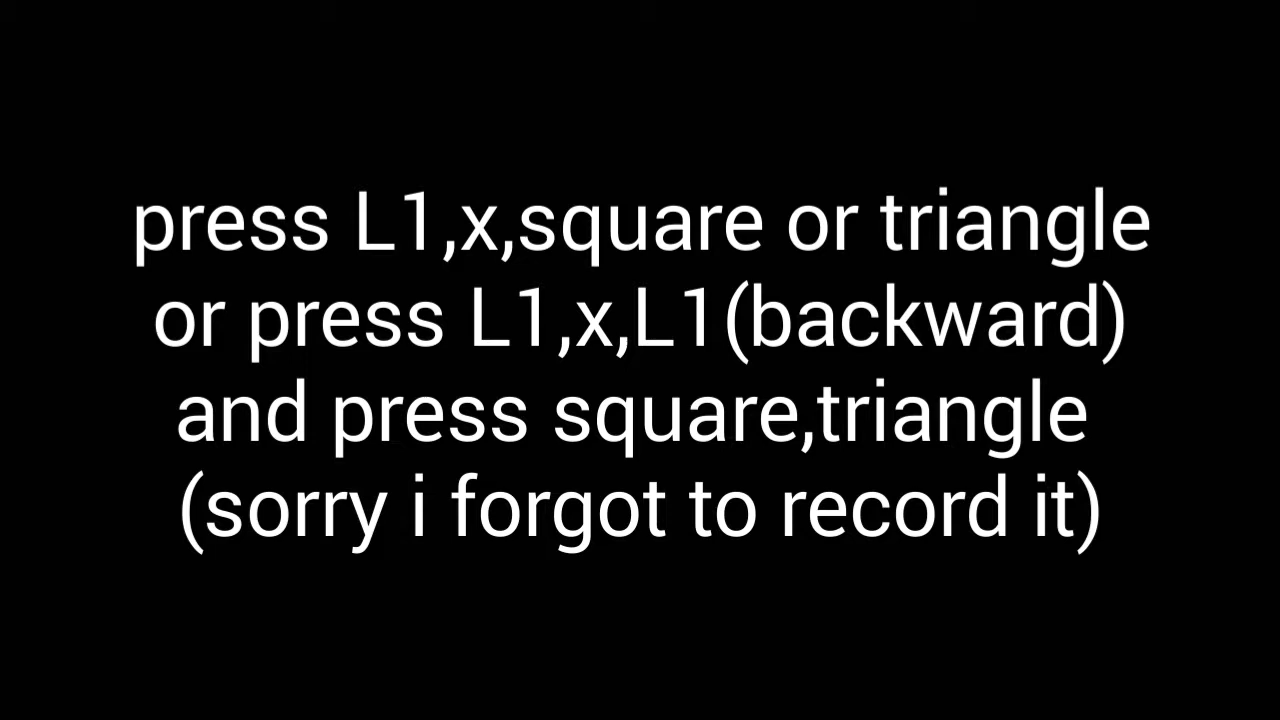 press L1,x,square or triangle
or press L1,x,L1(backward)
and press square,triangle
(sorry i forgot to record it)